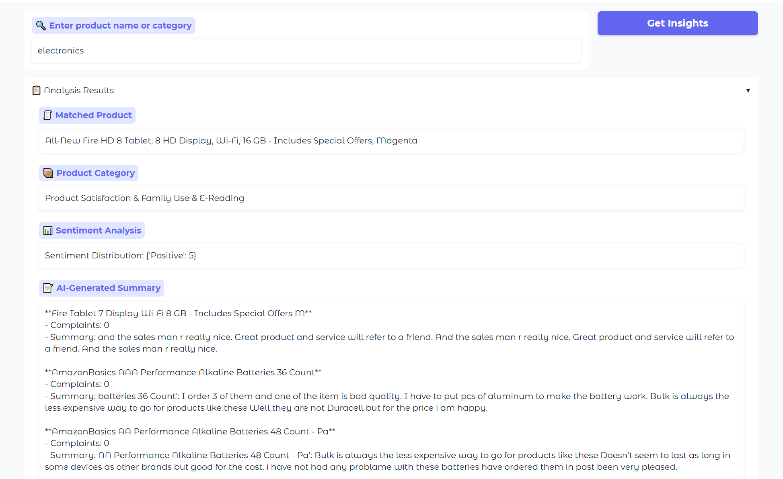 Enter product name or category
Get Insights
electronics
Analysis Results
Matched Product
All-New Fire HD 8 Tablet, 8 HD Display, Wi-Fi, 16 GB - Includes Special Offers, Magenta
Product Category
Product Satisfaction & Family Use & E-Reading
Sentiment Analysis
Sentiment Distribution: {'Positive': 5}
AI-Generated Summary
**Fire Tablet 7 Display Wi-Fi 8 GB - Includes Special Offers M**
- Complaints: 0
- Summary: and the sales man r really nice. Great product and service will refer to a friend. And the sales man r really nice. Great product and service will refer to
a friend. And the sales man r really nice.
**AmazonBasics AAA Performance Alkaline Batteries 36 Count**
- Complaints: 0
- Summary: batteries 36 Count': I order 3 of them and one of the item is bad quality. I have to put pcs of aluminum to make the battery work. Bulk is always the
less expensive way to go for products like these Well they are not Duracell but for the price i am happy.
**AmazonBasics AA Performance Alkaline Batteries 48 Count - Pa**
- Complaints: 0
- Summary: AA Performance Alkaline Batteries 48 Count - Pa': Bulk is always the less expensive way to go for products like these Doesn't seem to last as long in
some devices as other brands but good for the cost. i have not had any problame with these batteries have ordered them in past been very pleased.